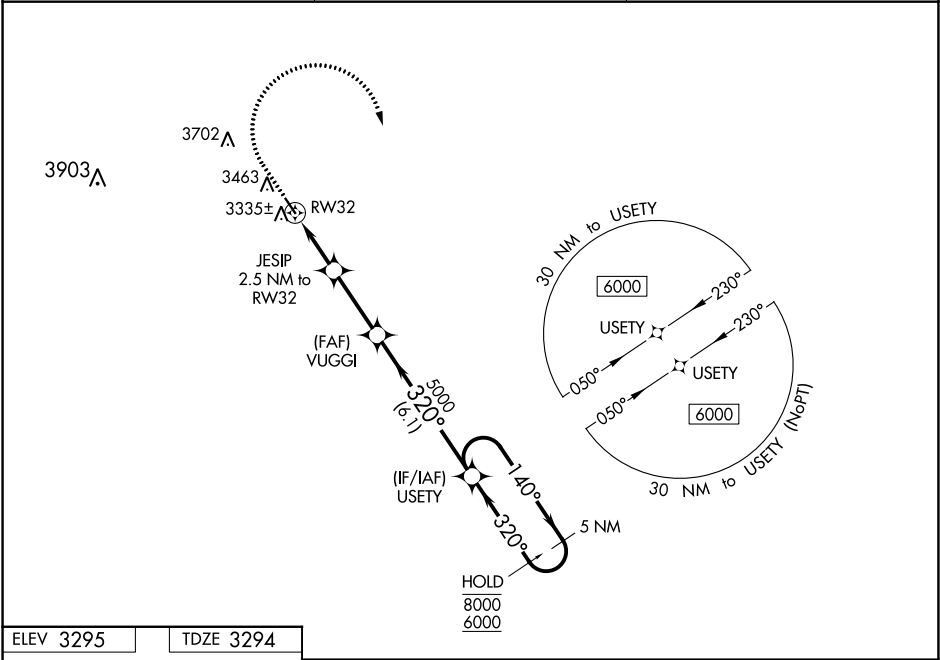 3702
3903
3463
3335±
RW32
JESIP
2.5 NM to
RW32
(FAF)
VUGGI
5000
320°
(6.1)
(IF/IAF)
USETY
140°
320°
5 NM
HOLD
8000
6000
30 NM to USETY
6000
230°
USETY
050°
230°
USETY
050°
6000
30 NM to USETY (NoPT)
ELEV 3295
TDZE 3294